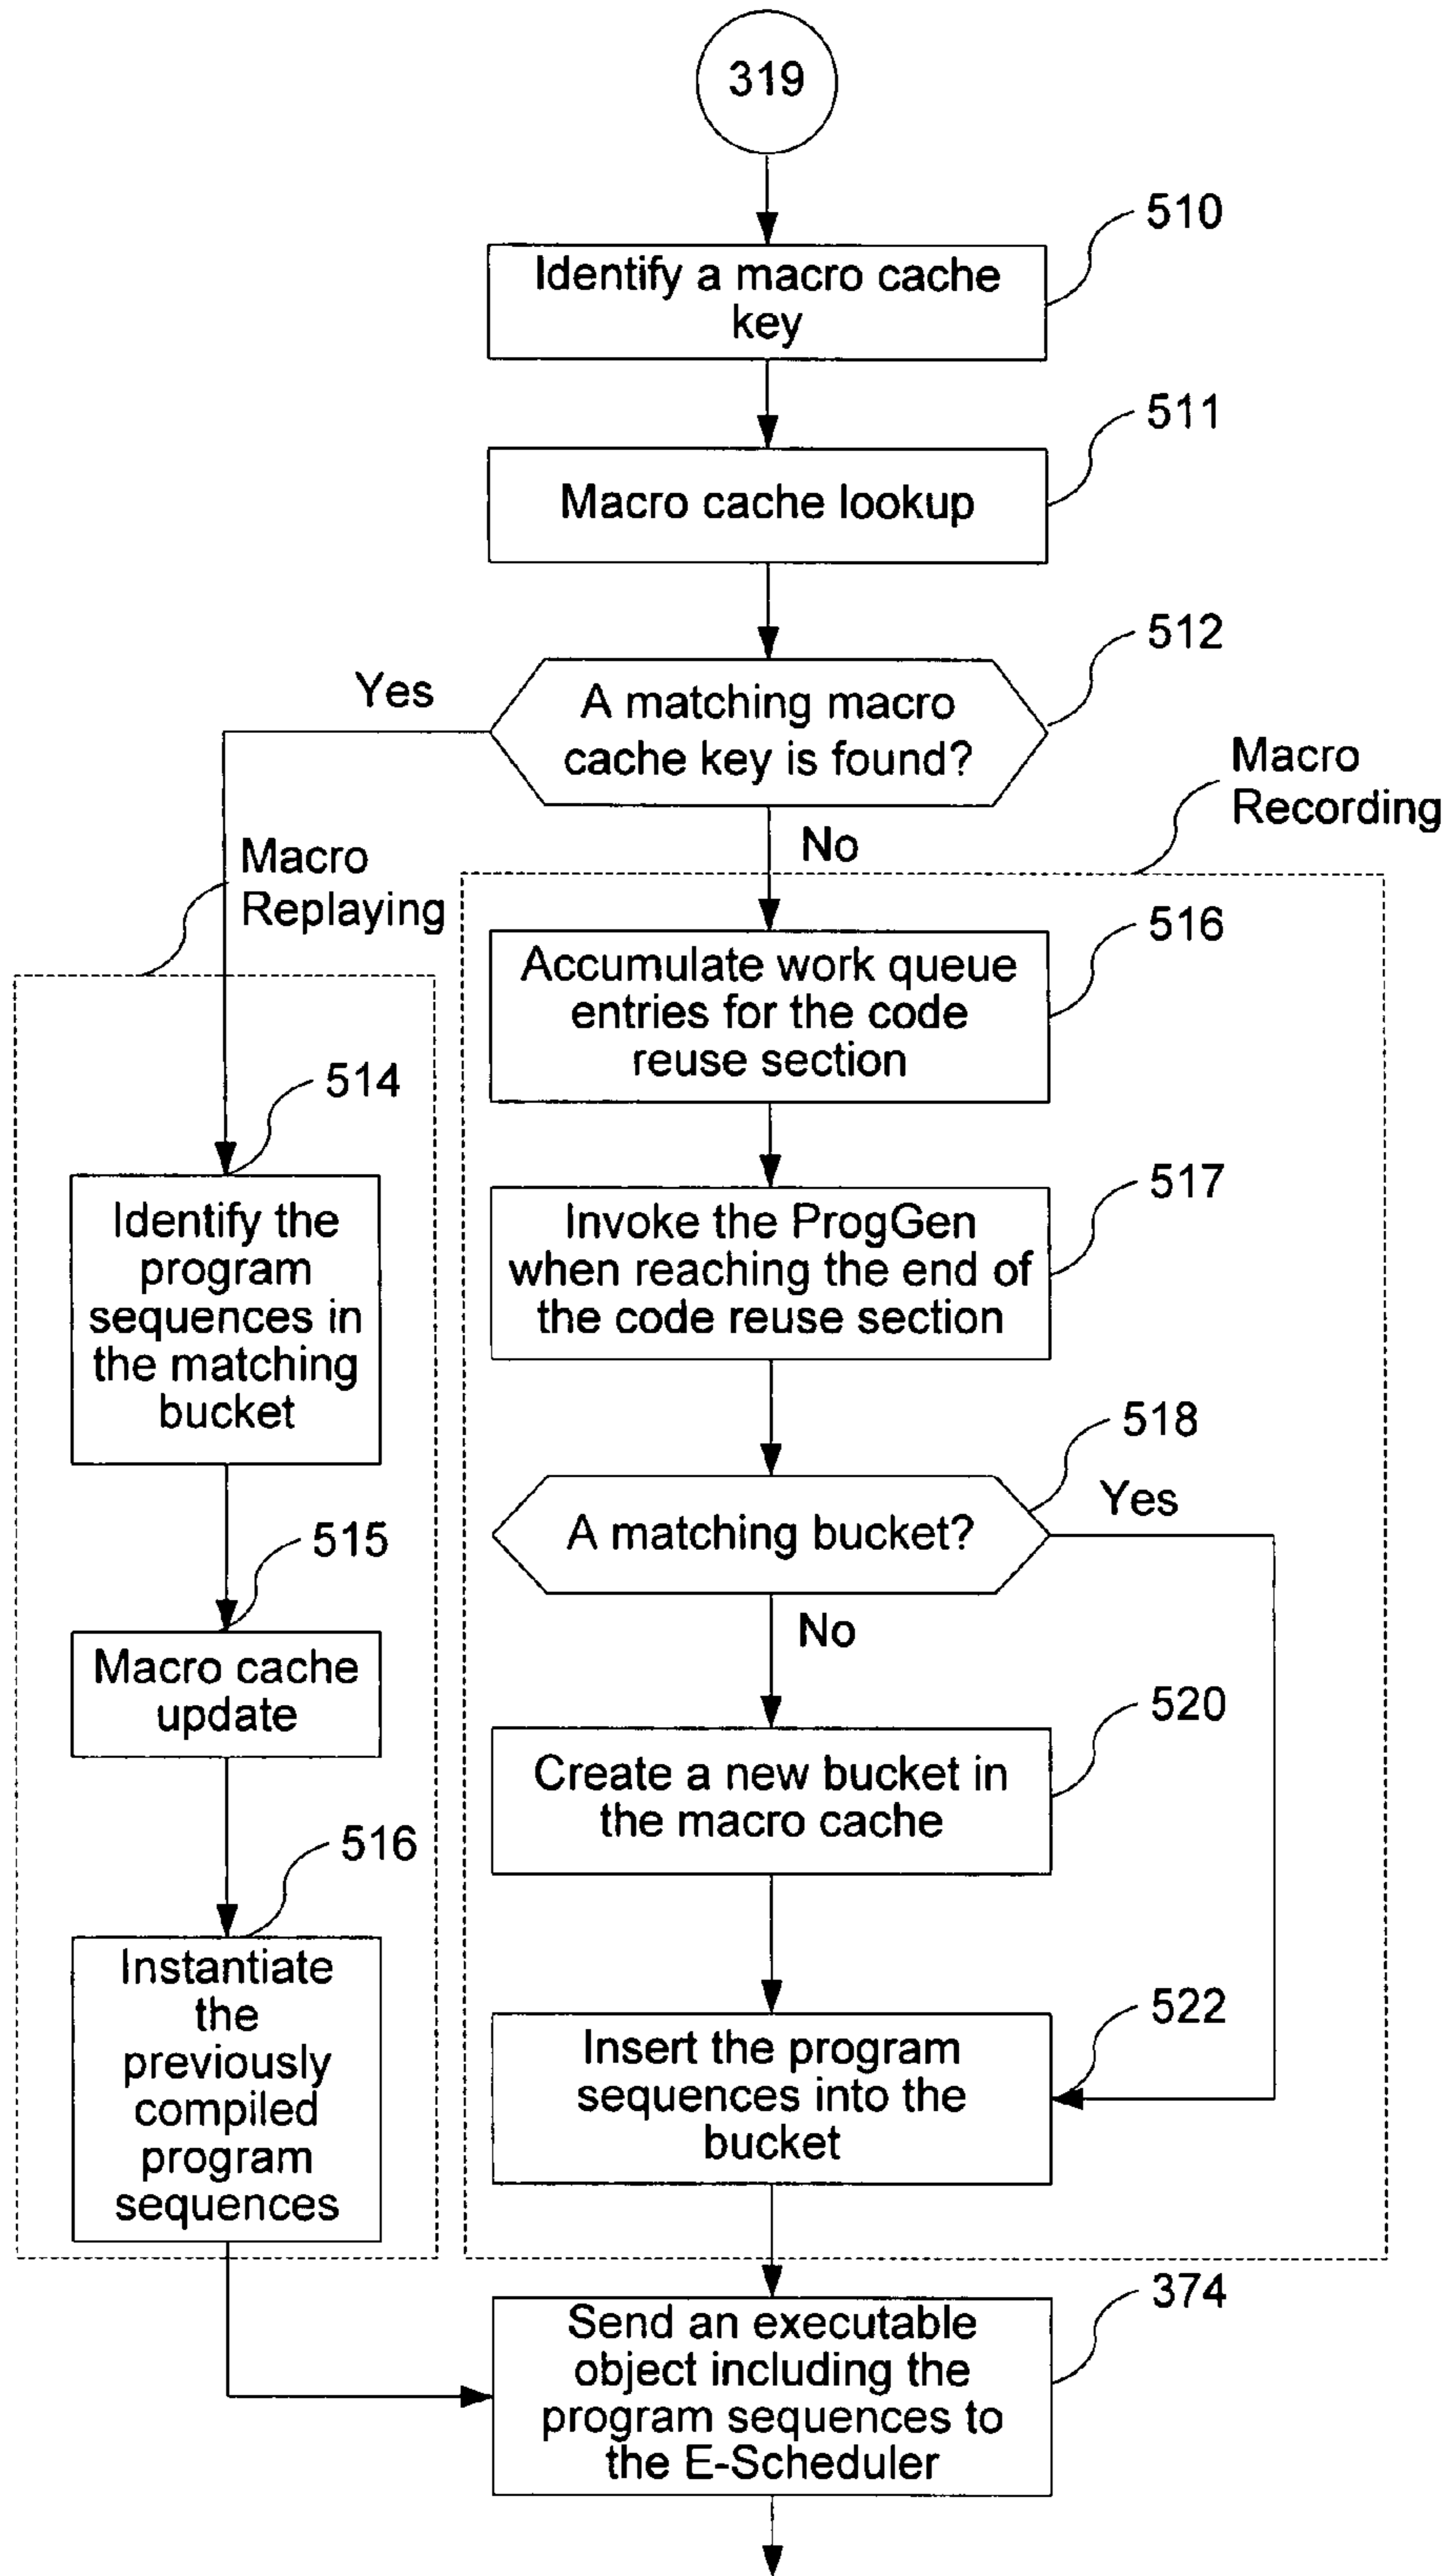 319
510
Identify a macro cache
key
511
Macro cache lookup
512
Yes
A matching macro
cache key is found?
Macro
Recording
No
Macro
Replaying
516
Accumulate work queue
entries for the code
reuse section
514
Identify the
program
sequences in
the matching
bucket
517
Invoke the ProgGen
when reaching the end of
the code reuse section
518
Yes
A matching bucket?
515
No
Macro cache
update
520
Create a new bucket in
the macro cache
516
Instantiate
the
previously
compiled
program
sequences
522
Insert the program
sequences into the
bucket
374
Send an executable
object including the
program sequences to
the E-Scheduler